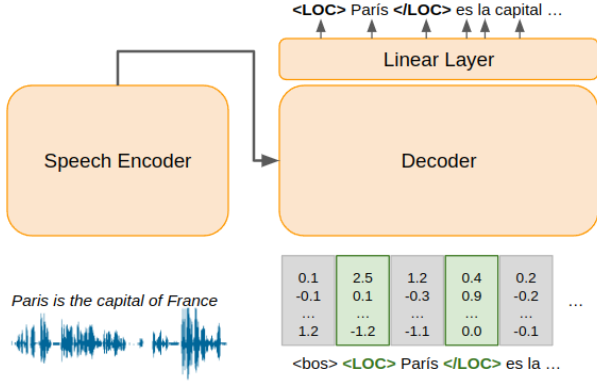 <LOC> París </LOC> es la capital ...
Linear Layer
Speech Encoder
Decoder
Paris is the capital of France
0.1 2.5 1.2 0.4 0.2
-0.1 0.1 -0.3 0.9 -0.2
... ... ... ... ... ...
1.2 -1.2 -1.1 0.0 -0.1
<bos> <LOC> París </LOC> es la ...